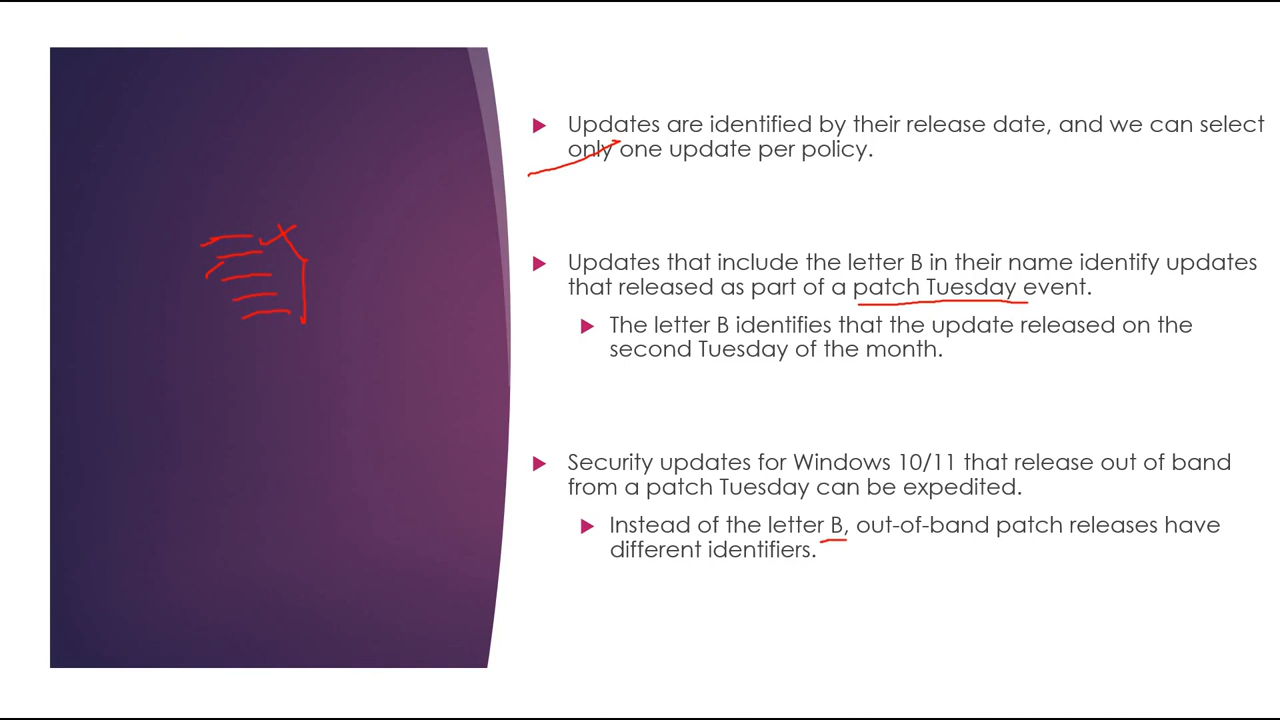 Updates are identified by their release date, and we can select
only one update per policy.
Updates that include the letter B in their name identify updates
that released as part of a patch Tuesday event.
The letter B identifies that the update released on the
second Tuesday of the month.
Security updates for Windows 10/11 that release out of band
from a patch Tuesday can be expedited.
Instead of the letter B, out-of-band patch releases have
different identifiers.